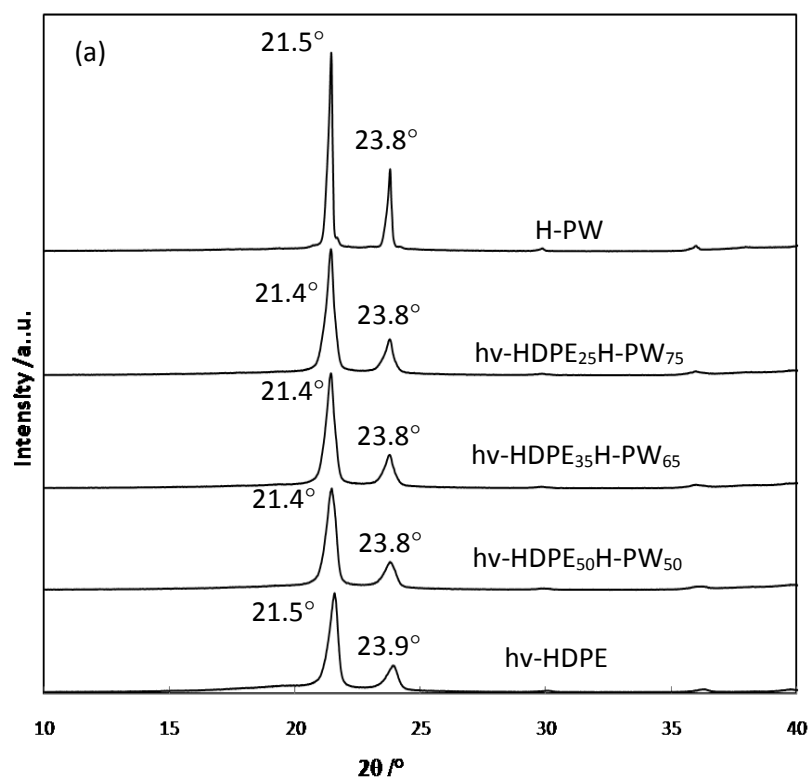 (a)
21.5°
23.8°
H-PW
21.4°
23.8°
hv-HDPE₂₅H-PW₇₅
21.4°
23.8°
hv-HDPE₃₅H-PW₆₅
21.4°
23.8°
hv-HDPE₅₀H-PW₅₀
21.5°
23.9°
hv-HDPE
Intensity /a..u.
10 15 20 25 30 35 40
2θ /°